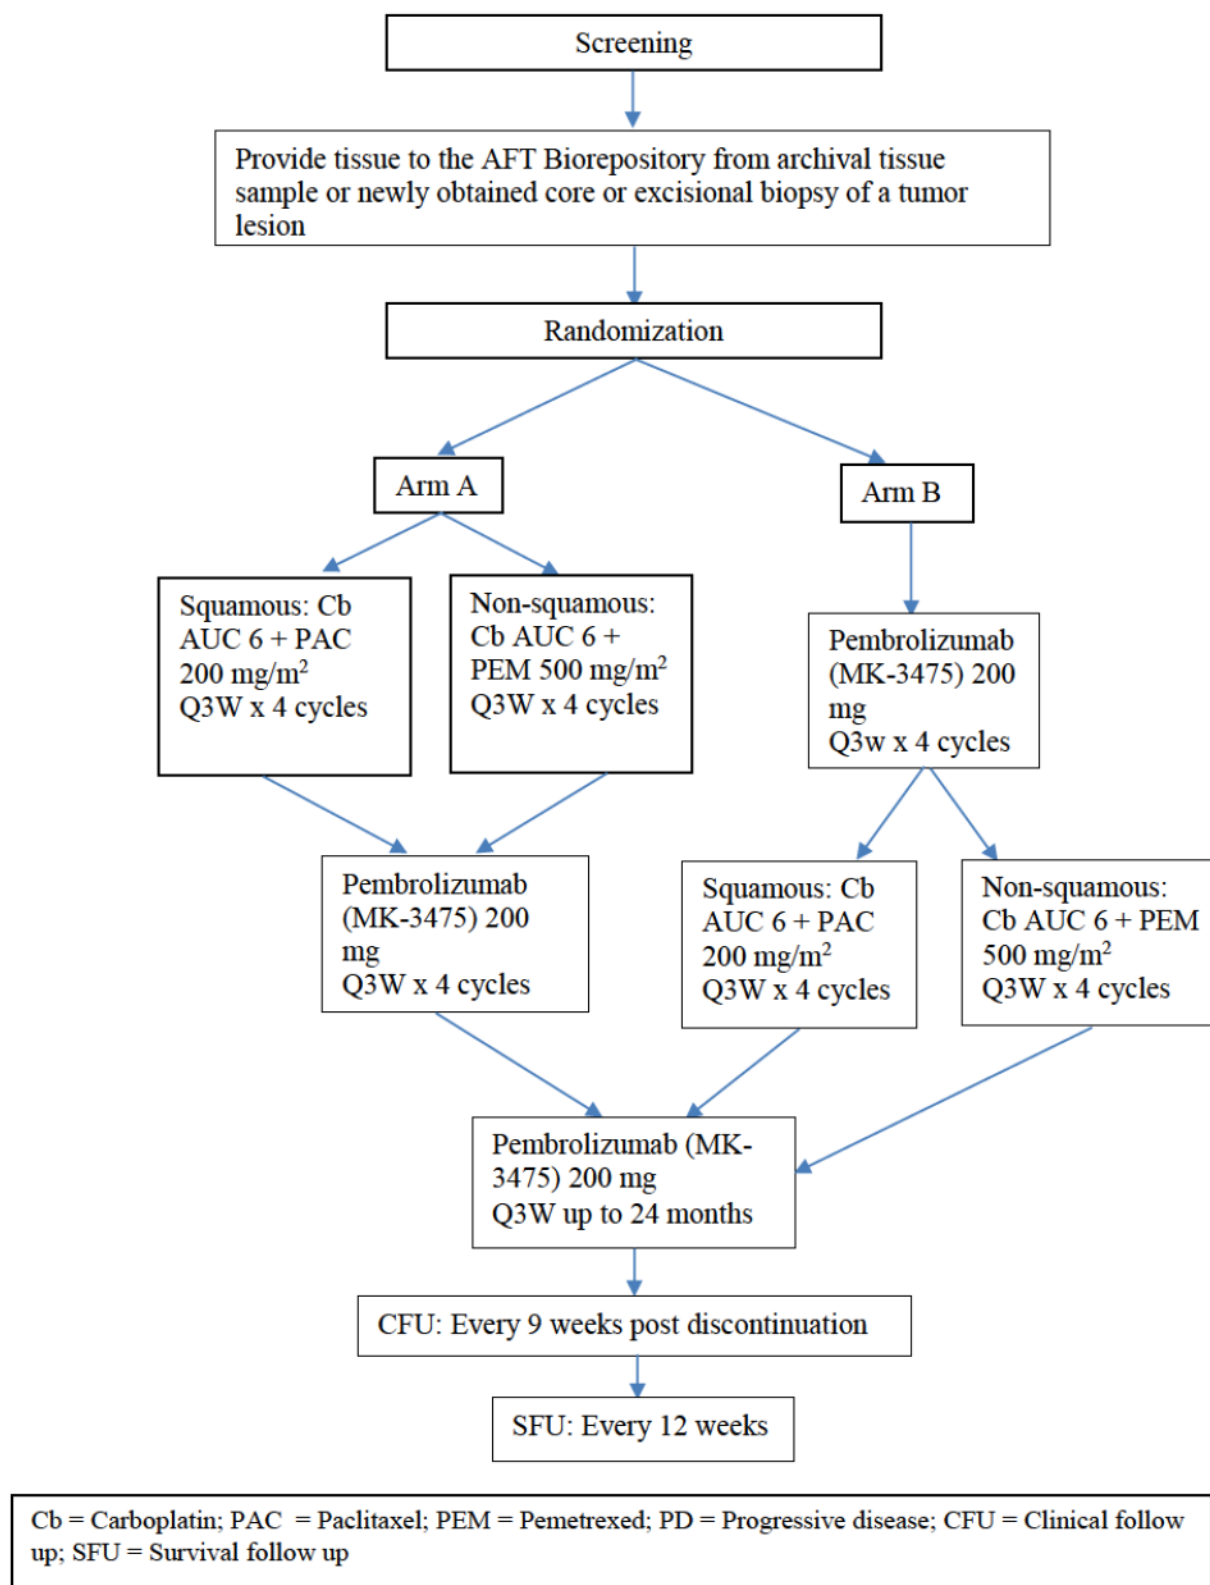 Screening
Provide tissue to the AFT Biorepository from archival tissue
sample or newly obtained core or excisional biopsy of a tumor
lesion
Randomization
Arm A
Arm B
Squamous: Cb
AUC 6 + PAC
200 mg/m²
Q3W x 4 cycles
Non-squamous:
Cb AUC 6 +
PEM 500 mg/m²
Q3W x 4 cycles
Pembrolizumab
(MK-3475) 200
mg
Q3w x 4 cycles
Pembrolizumab
(MK-3475) 200
mg
Q3W x 4 cycles
Squamous: Cb
AUC 6 + PAC
200 mg/m²
Q3W x 4 cycles
Non-squamous:
Cb AUC 6 + PEM
500 mg/m²
Q3W x 4 cycles
Pembrolizumab (MK-
3475) 200 mg
Q3W up to 24 months
CFU: Every 9 weeks post discontinuation
SFU: Every 12 weeks
Cb = Carboplatin; PAC = Paclitaxel; PEM = Pemetrexed; PD = Progressive disease; CFU = Clinical follow
up; SFU = Survival follow up